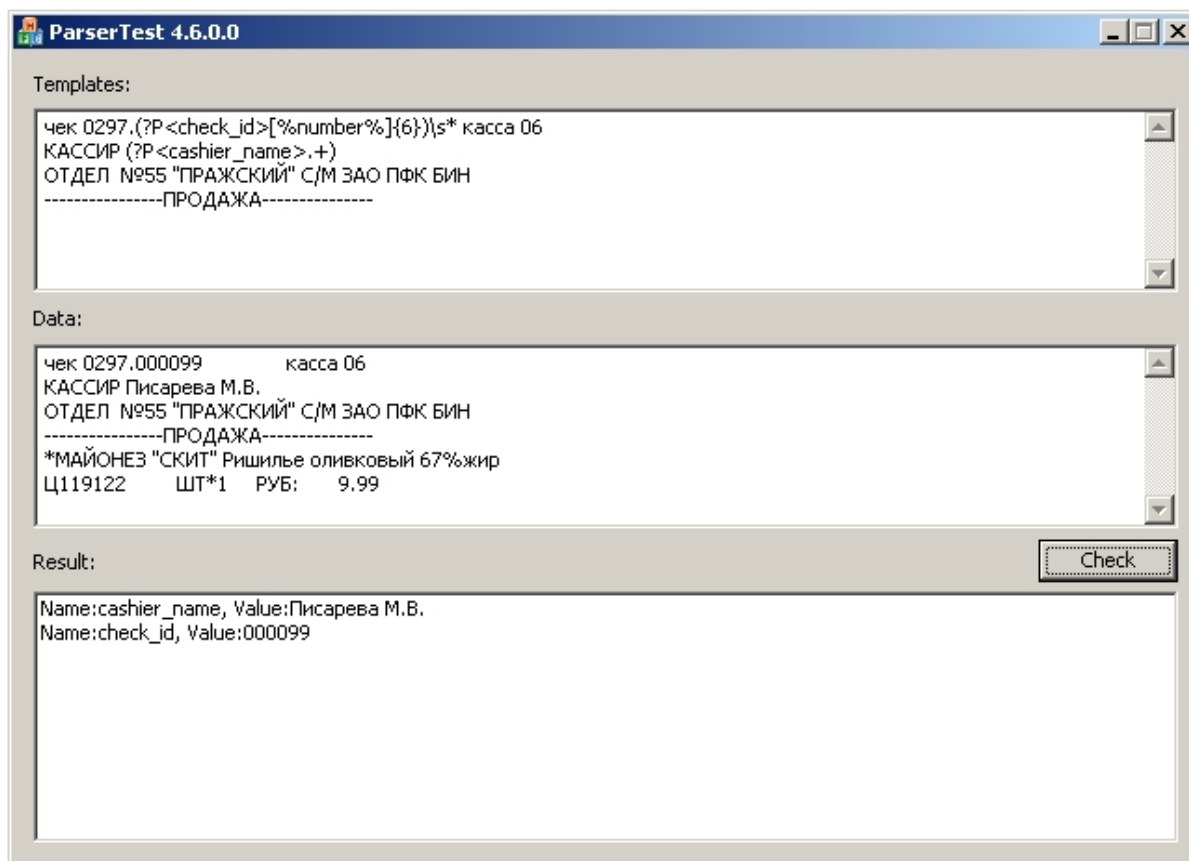 ParserTest 4.6.0.0
Templates:
чек 0297.(?P<check_id>[%number%]{6})\s* касса 06
КАССИР (?P<cashier_name>.+)
ОТДЕЛ  №55 "ПРАЖСКИЙ" С/М ЗАО ПФК БИН
----------------ПРОДАЖА---------------
Data:
чек 0297.000099             касса 06
КАССИР Писарева М.В.
ОТДЕЛ  №55 "ПРАЖСКИЙ" С/М ЗАО ПФК БИН
----------------ПРОДАЖА---------------
*МАЙОНЕЗ "СКИТ" Ришилье оливковый 67%жир
Ц119122        ШТ*1    РУБ:      9.99
Result:
Check
Name:cashier_name, Value:Писарева М.В.
Name:check_id, Value:000099